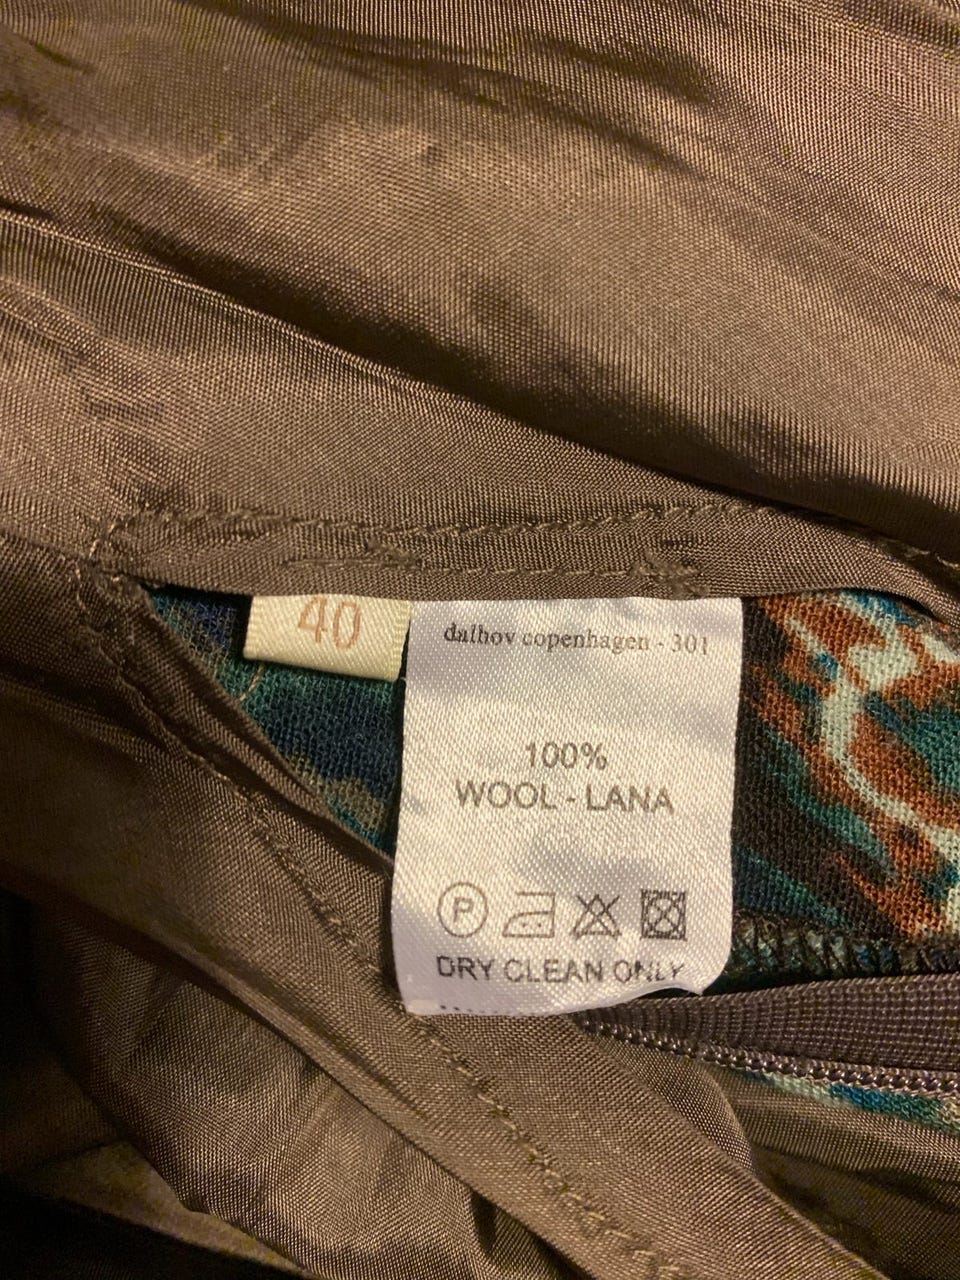 40
dalhov copenhagen - 301
100%
WOOL - LANA
P
DRY CLEAN ONLY